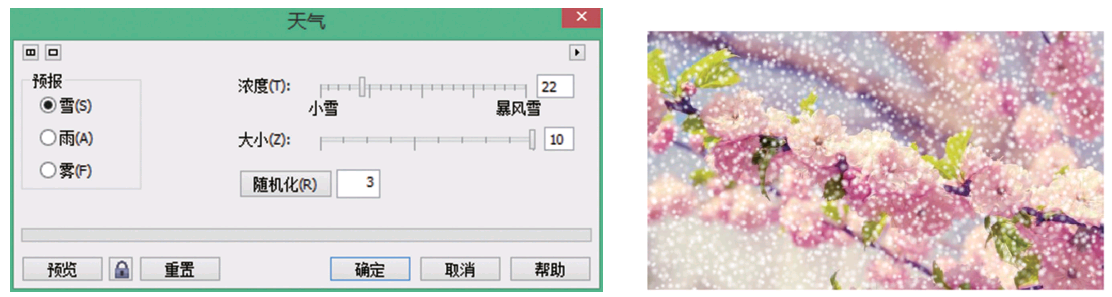 天气
预报
雪(S)
雨(A)
雾(F)
浓度(T): 22
小雪 暴风雪
大小(Z): 10
随机化(R) 3
预览 重置 确定 取消 帮助